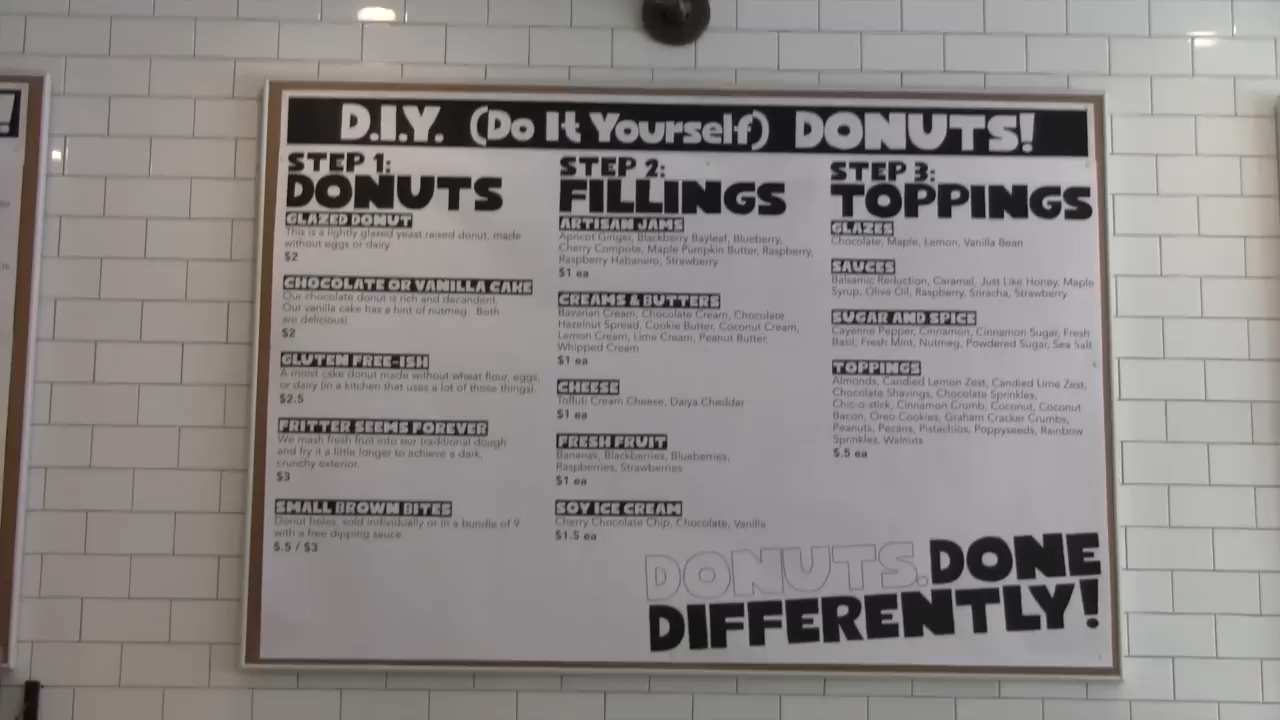 D.I.Y. (Do It Yourself) DONUTS!
STEP 1:
DONUTS
GLAZED DONUT
This is a lightly glazed yeast raised donut, made
without eggs or dairy
$2
CHOCOLATE OR VANILLA CAKE
Our chocolate donut is rich and decandent.
Our vanilla cake has a hint of nutmeg. Both
are delicious!
$2
GLUTEN FREE-ISH
A moist cake donut made without wheat flour, eggs,
or dairy (in a kitchen that uses a lot of those things).
$2.5
FRITTER SEEMS FOREVER
We mash fresh fruit into our traditional dough
and fry it a little longer to achieve a dark,
crunchy exterior.
$3
SMALL BROWN BITES
Donut holes, sold individually or in a bundle of 9
with a free dipping sauce.
$.5 / $3
STEP 2:
FILLINGS
ARTISAN JAMS
Apricot Ginger, Blackberry Bayleaf, Blueberry,
Cherry Compote, Maple Pumpkin Butter, Raspberry,
Raspberry Habanero, Strawberry
$1 ea
CREAMS & BUTTERS
Bavarian Cream, Chocolate Cream, Chocolate
Hazelnut Spread, Cookie Butter, Coconut Cream,
Lemon Cream, Lime Cream, Peanut Butter,
Whipped Cream
$1 ea
CHEESE
Toffuti Cream Cheese, Daiya Cheddar
$1 ea
FRESH FRUIT
Bananas, Blackberries, Blueberries,
Raspberries, Strawberries
$1 ea
SOY ICE CREAM
Cherry Chocolate Chip, Chocolate, Vanilla
$1.5 ea
STEP 3:
TOPPINGS
GLAZES
Chocolate, Maple, Lemon, Vanilla Bean
SAUCES
Balsamic Reduction, Caramel, Just Like Honey, Maple
Syrup, Olive Oil, Raspberry, Sriracha, Strawberry
SUGAR AND SPICE
Cayenne Pepper, Cinnamon, Cinnamon Sugar, Fresh
Basil, Fresh Mint, Nutmeg, Powdered Sugar, Sea Salt
TOPPINGS
Almonds, Candied Lemon Zest, Candied Lime Zest,
Chocolate Shavings, Chocolate Sprinkles,
Chic-o-stick, Cinnamon Crumb, Coconut, Coconut
Bacon, Oreo Cookies, Graham Cracker Crumbs,
Peanuts, Pecans, Pistachios, Poppyseeds, Rainbow
Sprinkles, Walnuts
$.5 ea
DONUTS. DONE
DIFFERENTLY!